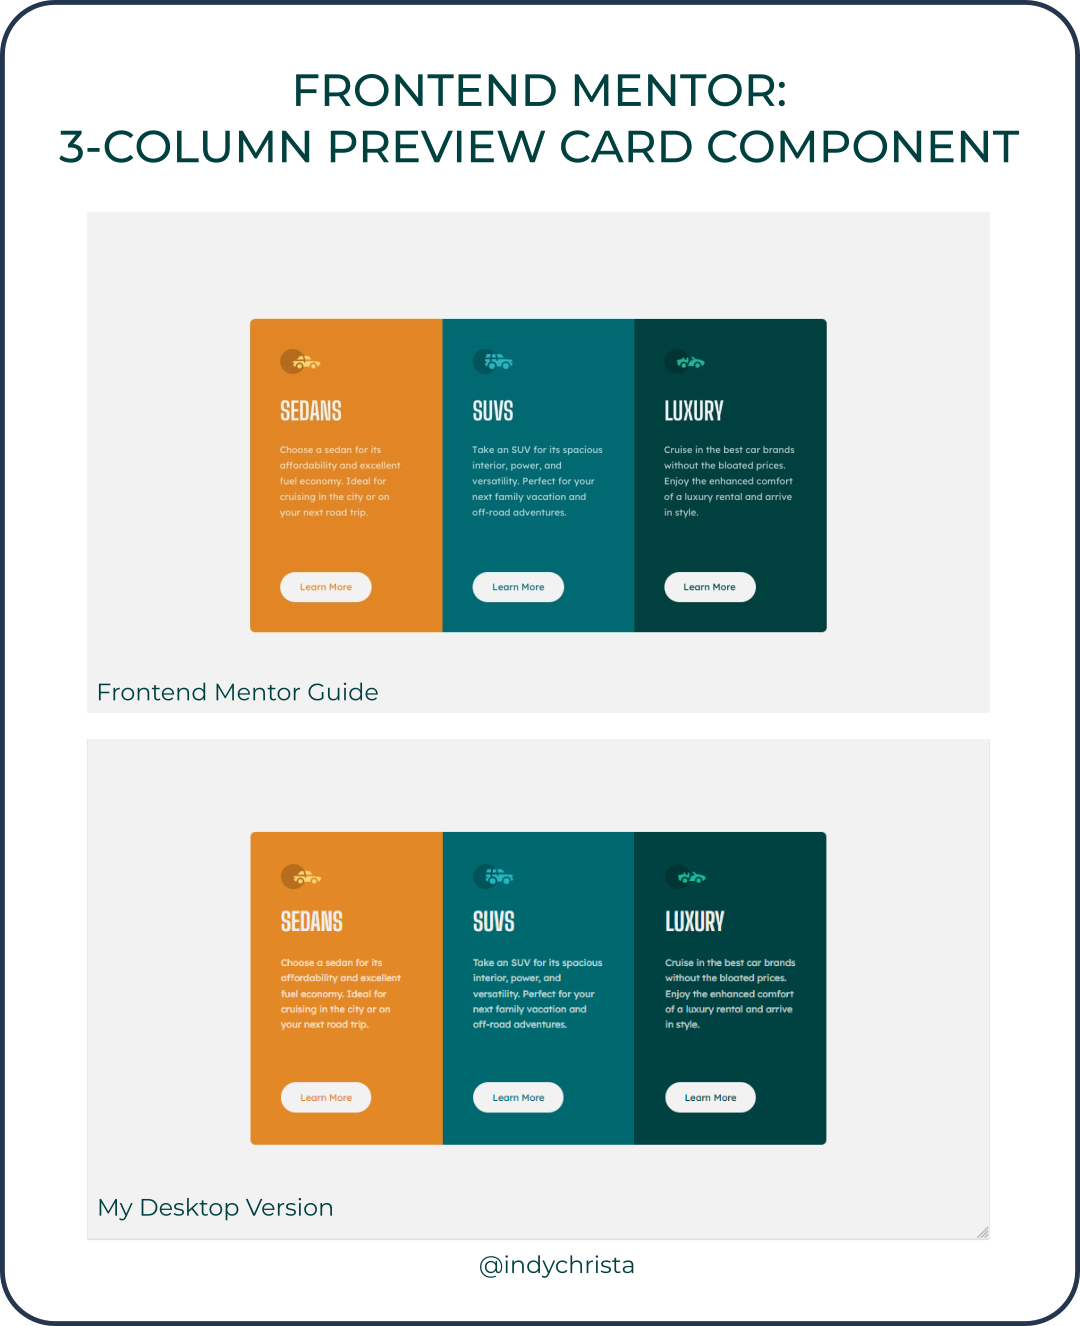 FRONTEND MENTOR:
3-COLUMN PREVIEW CARD COMPONENT
SEDANS
Choose a sedan for its
affordability and excellent
fuel economy. Ideal for
cruising in the city or on
your next road trip.
Learn More
SUVS
Take an SUV for its spacious
interior, power, and
versatility. Perfect for your
next family vacation and
off-road adventures.
Learn More
LUXURY
Cruise in the best car brands
without the bloated prices.
Enjoy the enhanced comfort
of a luxury rental and arrive
in style.
Learn More
Frontend Mentor Guide
SEDANS
Choose a sedan for its
affordability and excellent
fuel economy. Ideal for
cruising in the city or on
your next road trip.
Learn More
SUVS
Take an SUV for its spacious
interior, power, and
versatility. Perfect for your
next family vacation and
off-road adventures.
Learn More
LUXURY
Cruise in the best car brands
without the bloated prices.
Enjoy the enhanced comfort
of a luxury rental and arrive
in style.
Learn More
My Desktop Version
@indychrista